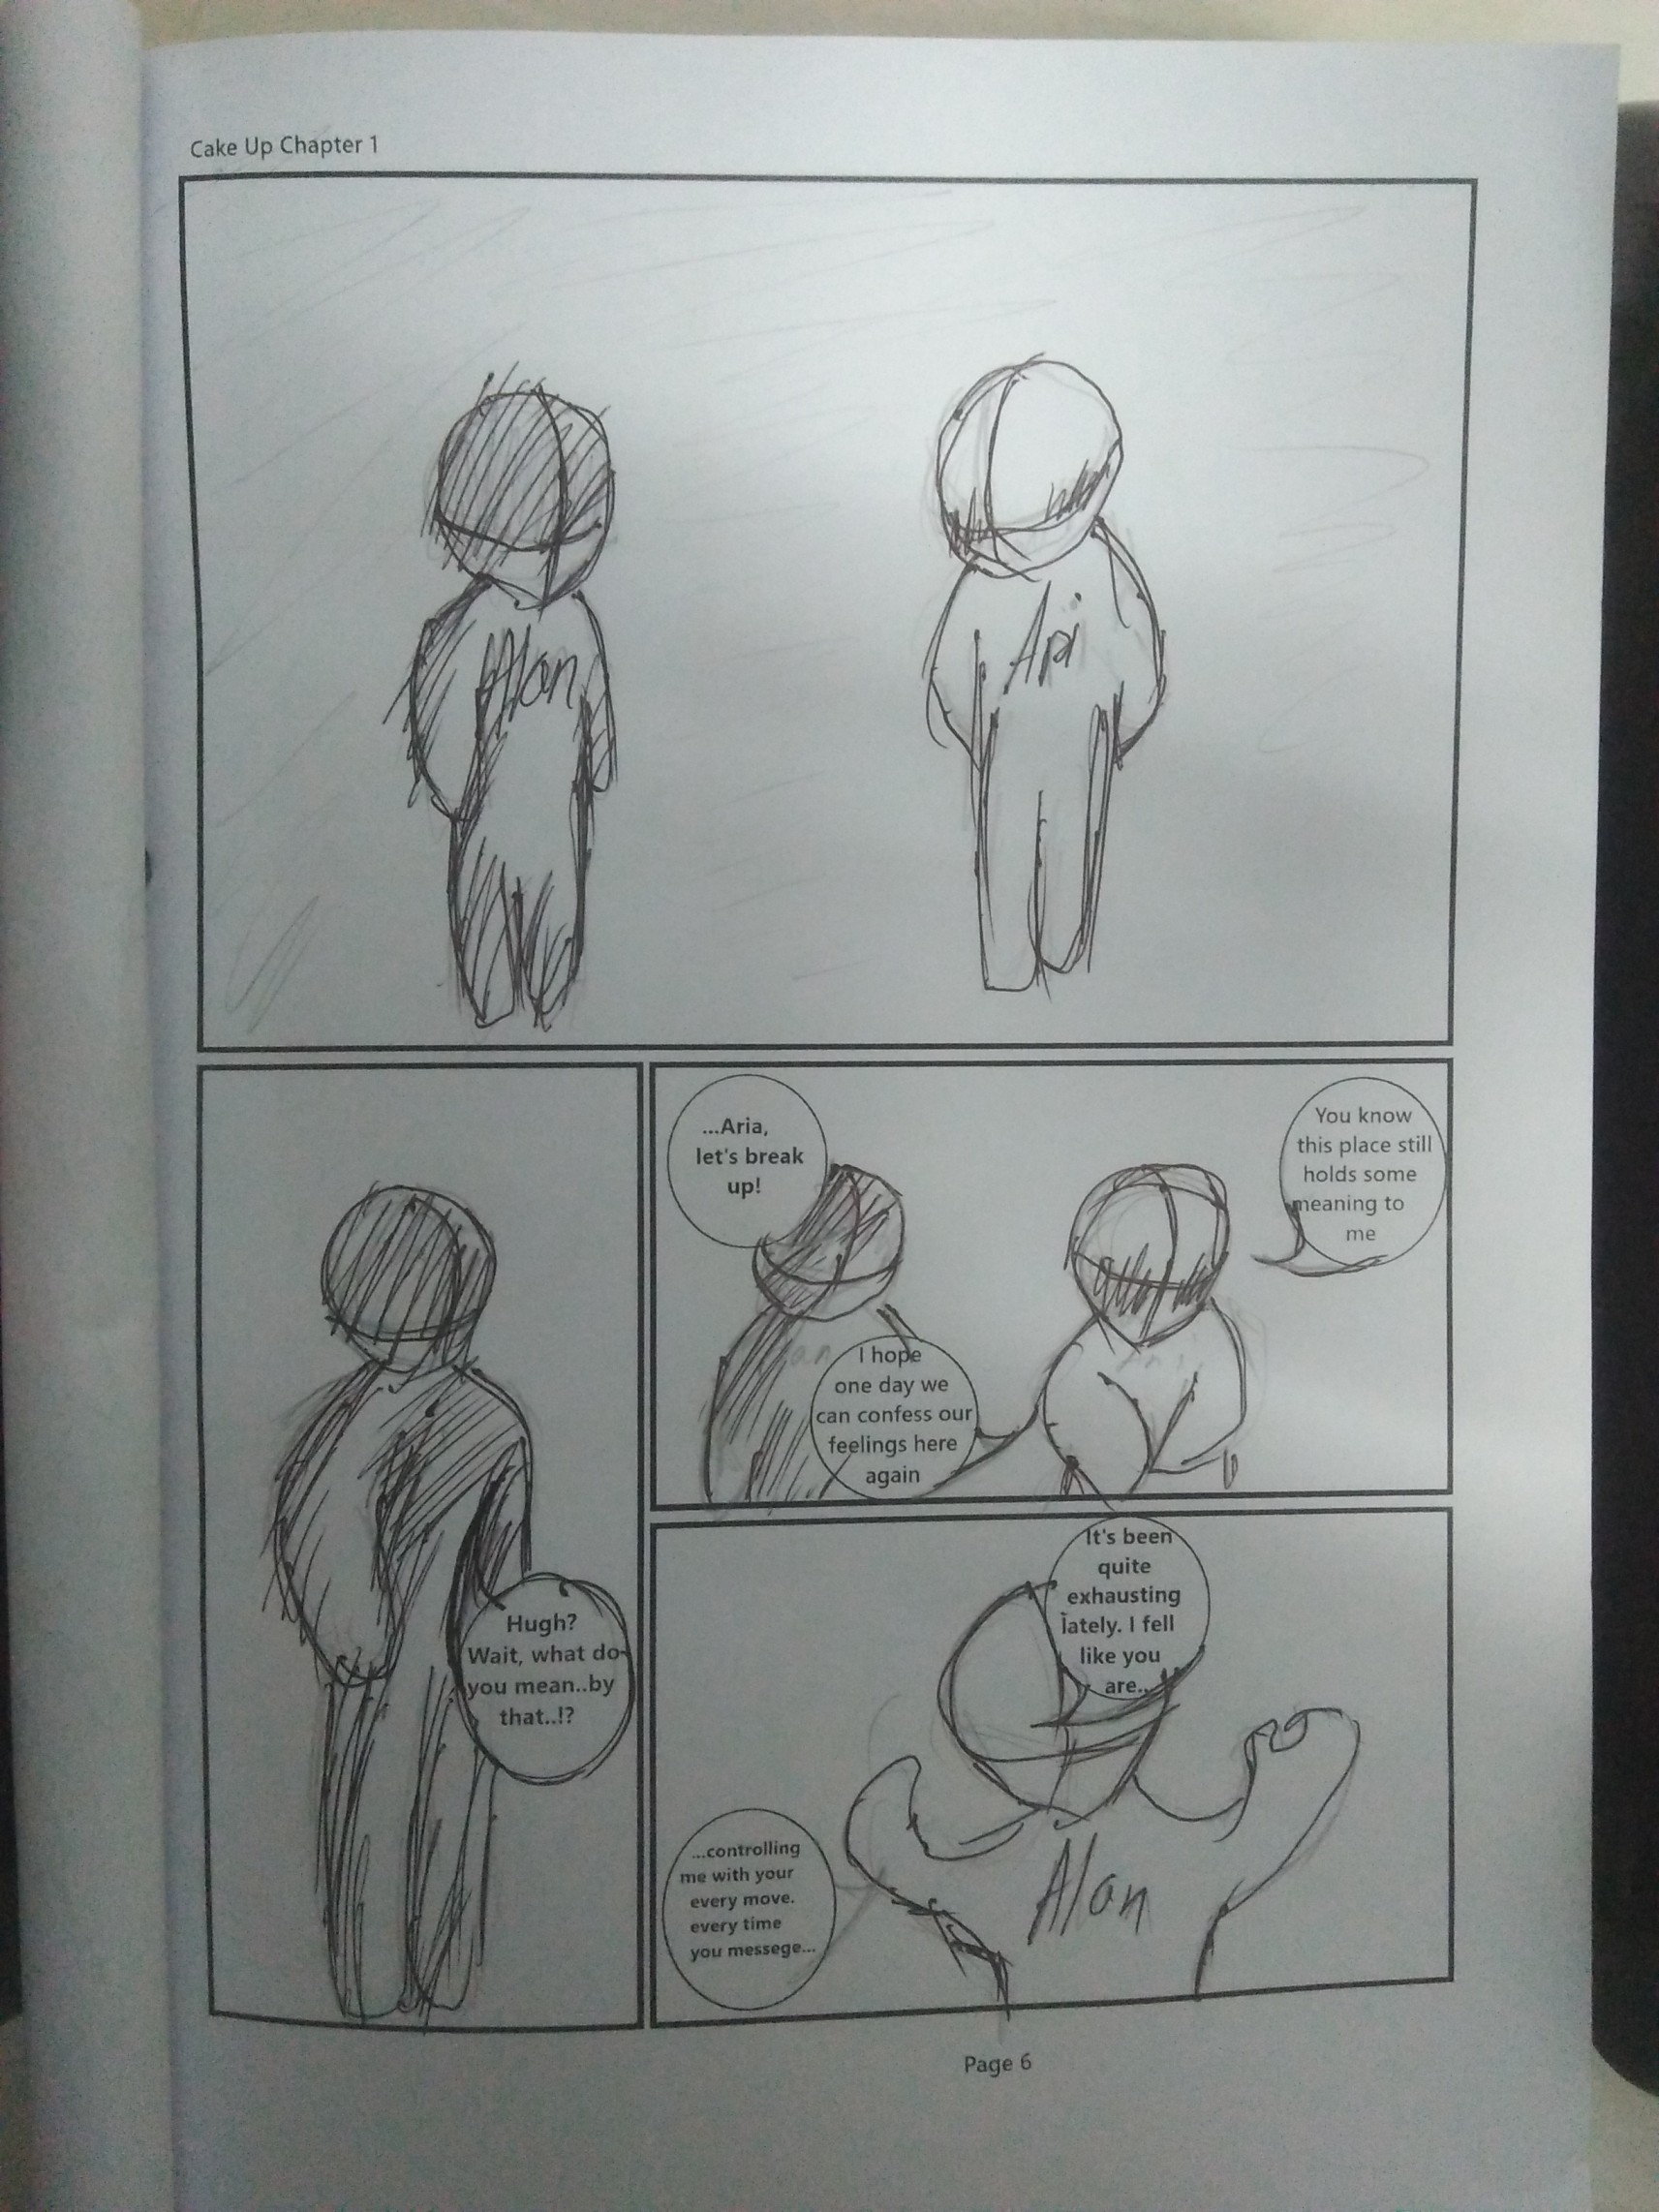 Cake Up Chapter 1
Alan
Ari
You know
this place still
holds some
meaning to
me
I hope
one day we
can confess our
feelings here
again
...Aria,
let's break
up!
Hugh?
Wait, what do
you mean..by
that..!?
It's been
quite
exhausting
lately. I fell
like you
are..
...controlling
me with your
every move.
every time
you messege...
Alan
Page 6